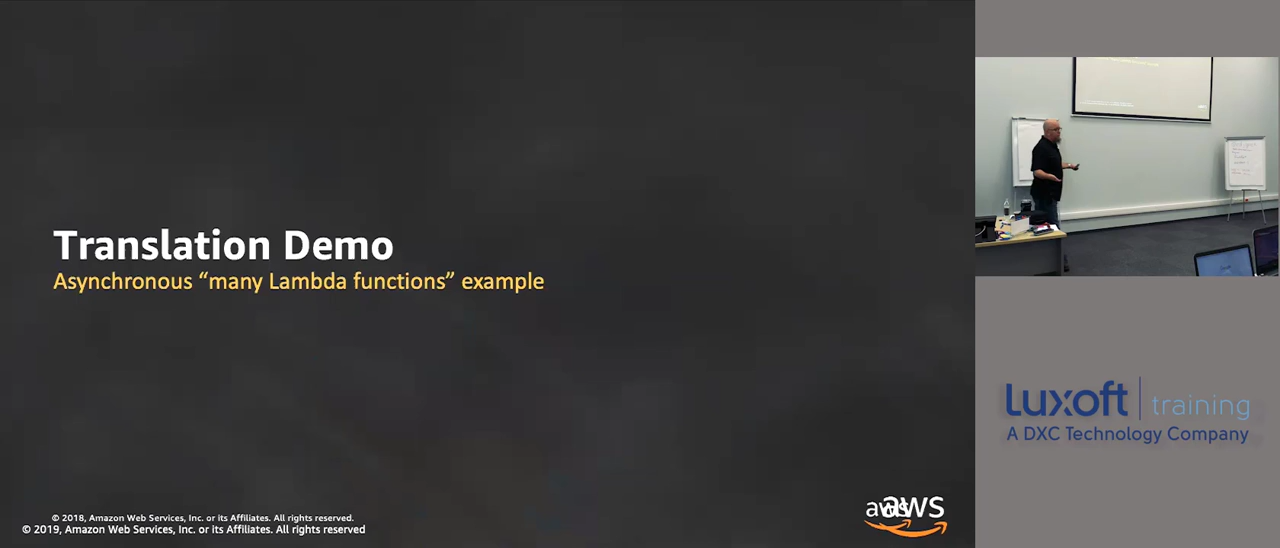 Translation Demo
Asynchronous “many Lambda functions” example
© 2018, Amazon Web Services, Inc. or its Affiliates. All rights reserved.
© 2019, Amazon Web Services, Inc. or its Affiliates. All rights reserved
aws
aws
Luxoft training
A DXC Technology Company